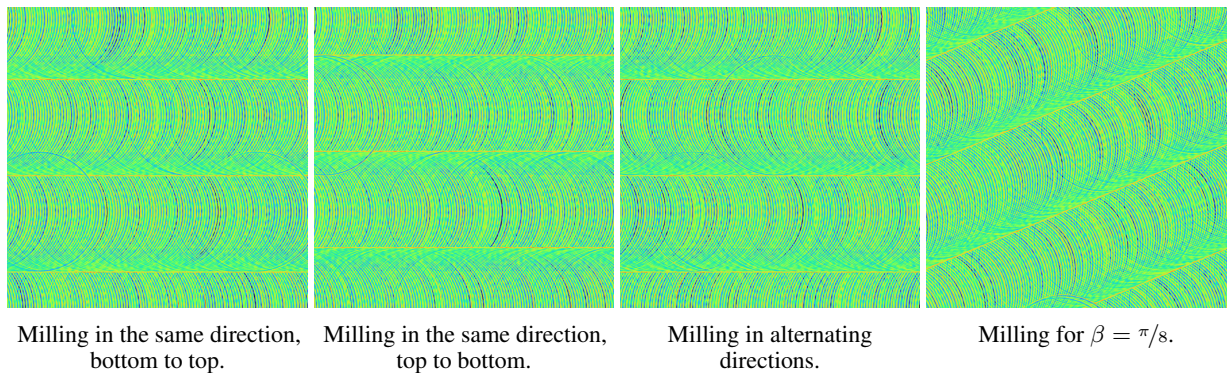 Milling in the same direction,
bottom to top.
Milling in the same direction,
top to bottom.
Milling in alternating
directions.
Milling for β = π/8.